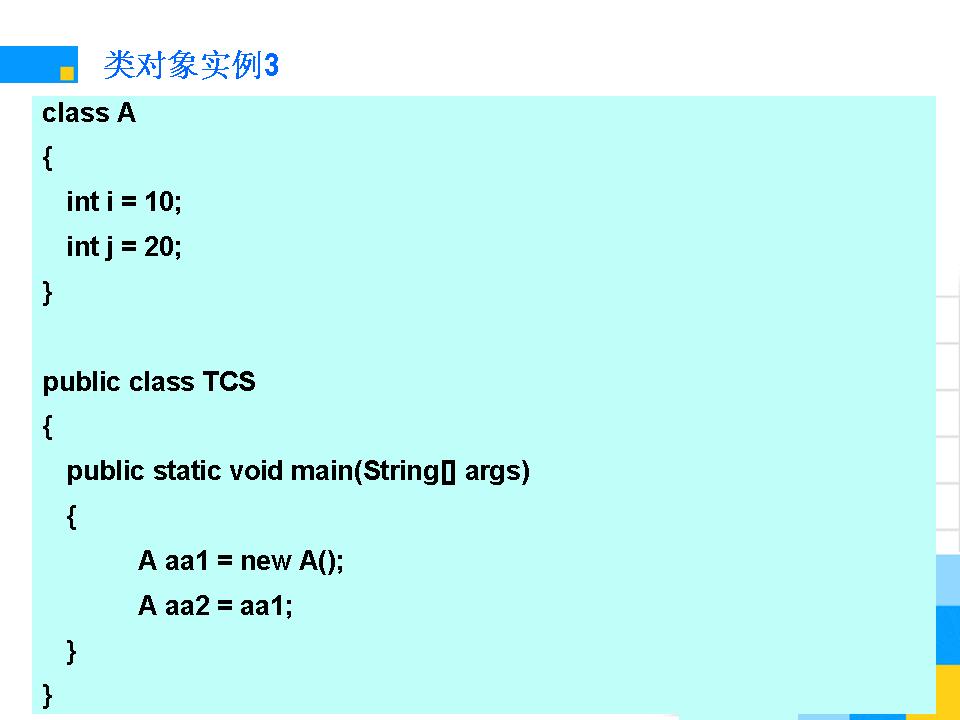 类对象实例3
class A
{
int i = 10;
int j = 20;
}
public class TCS
{
public static void main(String[] args)
{
A aa1 = new A();
A aa2 = aa1;
}
}